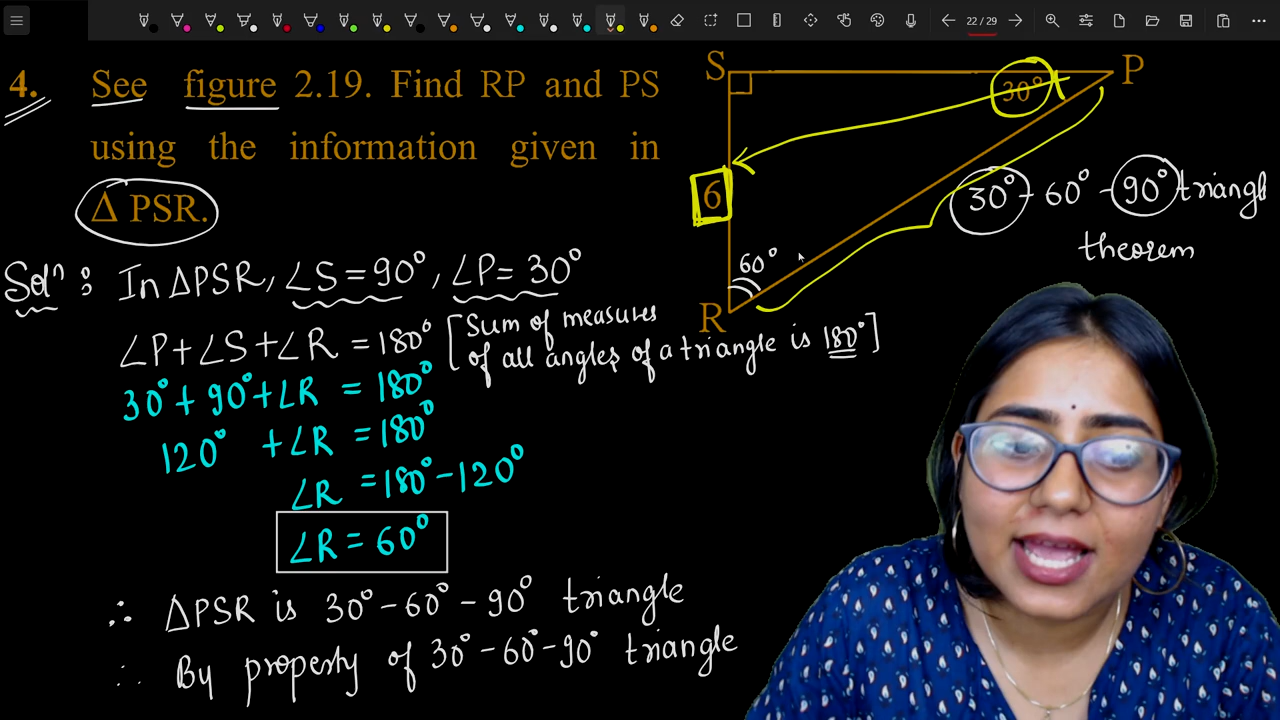 22 / 29
4. See figure 2.19. Find RP and PS
using the information given in
Δ PSR.
S
30°
P
6
60°
R
30° - 60° - 90° triangle
theorem
Solⁿ : In ΔPSR, ∠S = 90°, ∠P = 30°
∠P + ∠S + ∠R = 180° [Sum of measures
of all angles of a triangle is 180°]
30° + 90° + ∠R = 180°
120° + ∠R = 180°
∠R = 180° - 120°
∠R = 60°
∴ ΔPSR is 30° - 60° - 90° triangle
∴ By property of 30° - 60° - 90° triangle